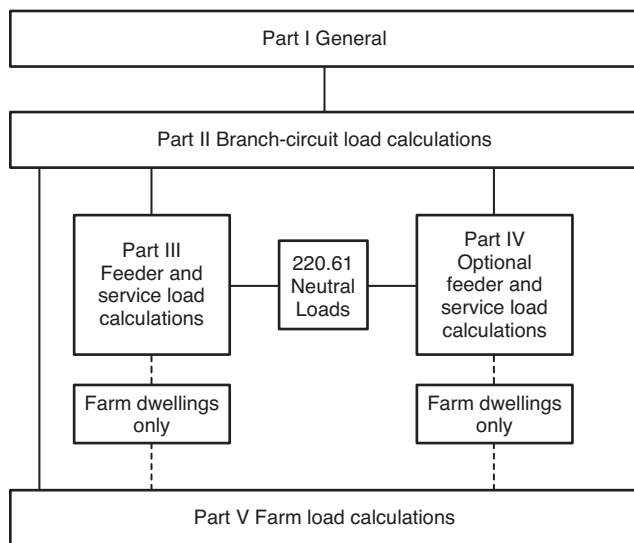 Part I General
Part II Branch-circuit load calculations
Part III
Feeder and
service load
calculations
220.61
Neutral
Loads
Part IV
Optional
feeder and
service load
calculations
Farm dwellings
only
Farm dwellings
only
Part V Farm load calculations